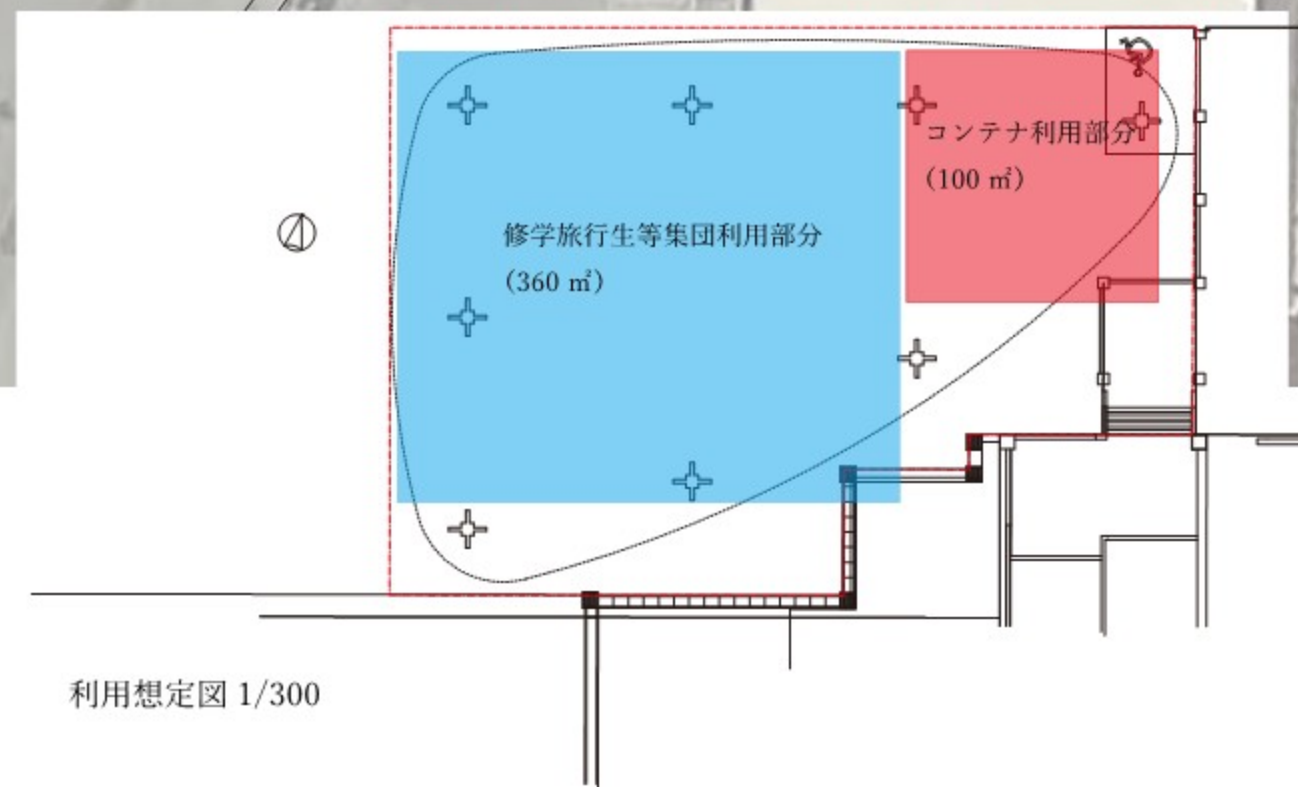 コンテナ利用部分
(100 ㎡)
修学旅行生等集団利用部分
(360 ㎡)
利用想定図 1/300